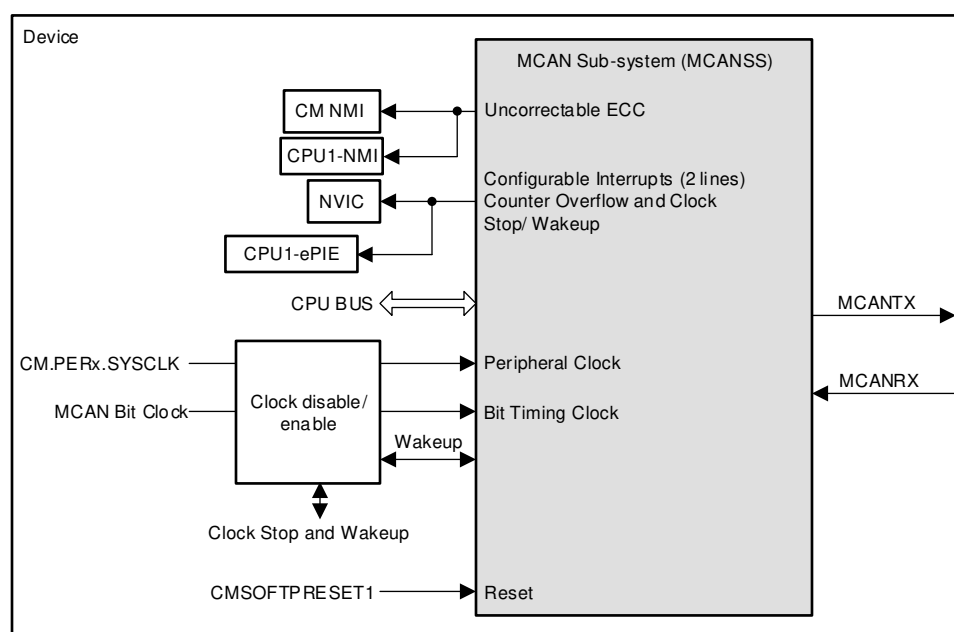 Device
MCAN Sub-system (MCANSS)
CM NMI
Uncorrectable ECC
CPU1-NMI
Configurable Interrupts (2 lines)
NVIC
Counter Overflow and Clock
Stop/ Wakeup
CPU1-ePIE
CPU BUS
MCANTX
CM.PERx.SYSCLK
Peripheral Clock
MCANRX
MCAN Bit Clock
Clock disable/
enable
Bit Timing Clock
Wakeup
Clock Stop and Wakeup
CMSOFTPRESET1
Reset